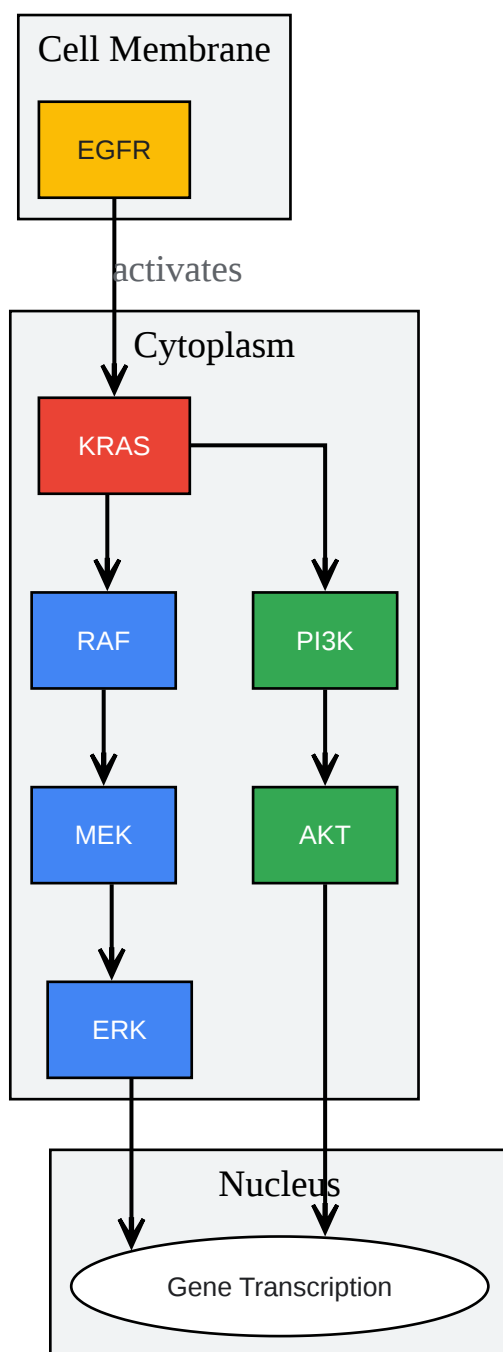 Cell Membrane
EGFR
activates
Cytoplasm
KRAS
RAF
PI3K
MEK
AKT
ERK
Nucleus
Gene Transcription